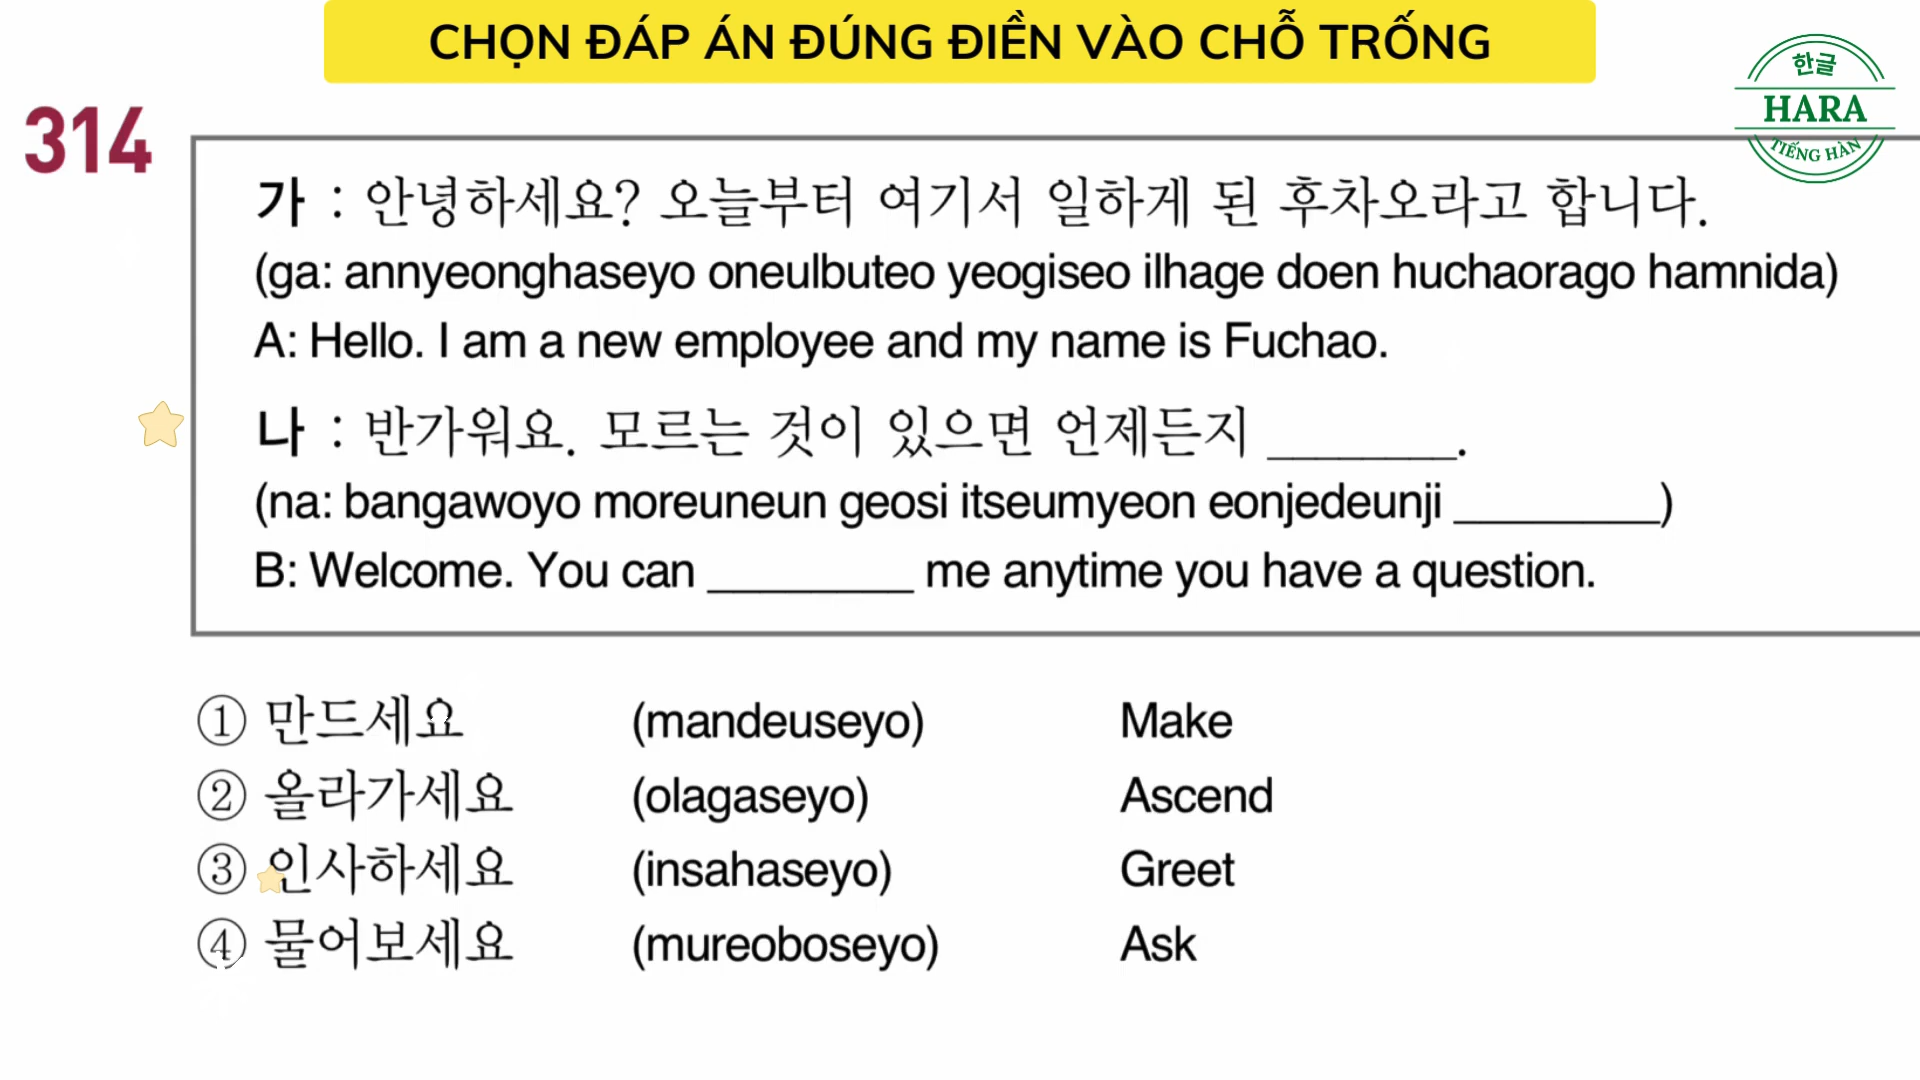 CHỌN ĐÁP ÁN ĐÚNG ĐIỀN VÀO CHỖ TRỐNG
한글
HARA
TIẾNG HÀN
314
가 : 안녕하세요? 오늘부터 여기서 일하게 된 후차오라고 합니다.
(ga: annyeonghaseyo oneulbuteo yeogiseo ilhage doen huchaorago hamnida)
A: Hello. I am a new employee and my name is Fuchao.
나 : 반가워요. 모르는 것이 있으면 언제든지 ________.
(na: bangawoyo moreuneun geosi itseumyeon eonjedeunji ________)
B: Welcome. You can ________ me anytime you have a question.
① 만드세요 (mandeuseyo) Make
② 올라가세요 (olagaseyo) Ascend
③ 인사하세요 (insahaseyo) Greet
④ 물어보세요 (mureoboseyo) Ask